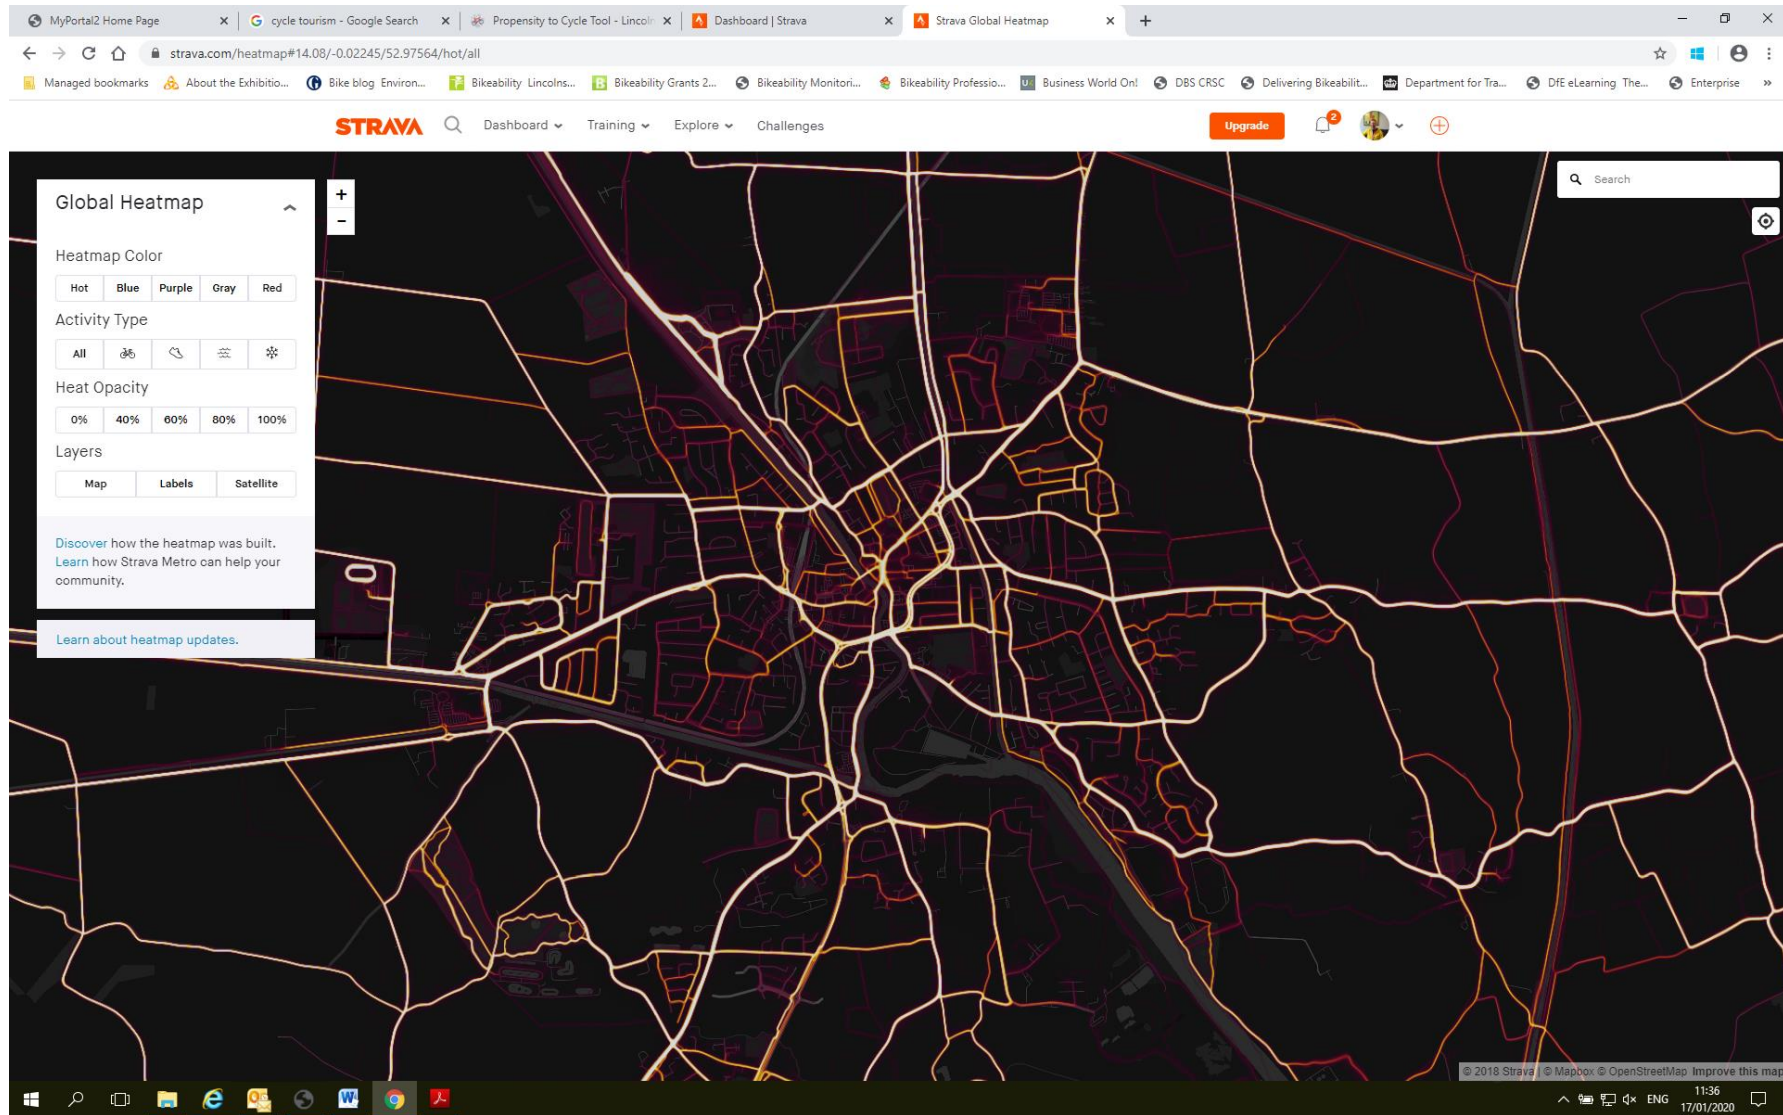 MyPortal2 Home Page
cycle tourism - Google Search
Propensity to Cycle Tool - Lincoln
Dashboard | Strava
Strava Global Heatmap
strava.com/heatmap#14.08/-0.02245/52.97564/hot/all
Managed bookmarks
About the Exhibitio...
Bike blog Environ...
Bikeability Lincolns...
Bikeability Grants 2...
Bikeability Monitori...
Bikeability Professio...
Business World On!
DBS CRSC
Delivering Bikeabilit...
Department for Tra...
DfE eLearning The...
Enterprise
»
STRAVA
Dashboard
Training
Explore
Challenges
Upgrade
2
Global Heatmap
+
−
Search
Heatmap Color
Hot Blue Purple Gray Red
Activity Type
All
Heat Opacity
0% 40% 60% 80% 100%
Layers
Map Labels Satellite
Discover how the heatmap was built.
Learn how Strava Metro can help your
community.
Learn about heatmap updates.
© 2018 Strava | © Mapbox © OpenStreetMap Improve this map
ENG
11:36
17/01/2020